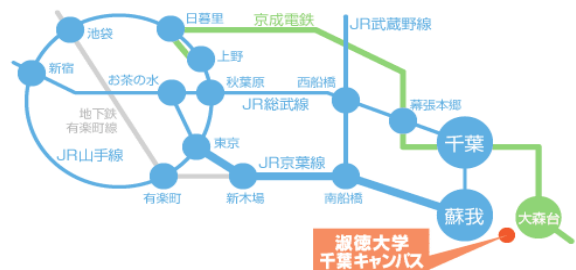 日暮里
京成電鉄
JR武蔵野線
池袋
上野
新宿
お茶の水
秋葉原
西船橋
JR総武線
幕張本郷
地下鉄
有楽町線
千葉
東京
JR山手線
JR京葉線
有楽町
新木場
南船橋
蘇我
大森台
淑徳大学
千葉キャンパス